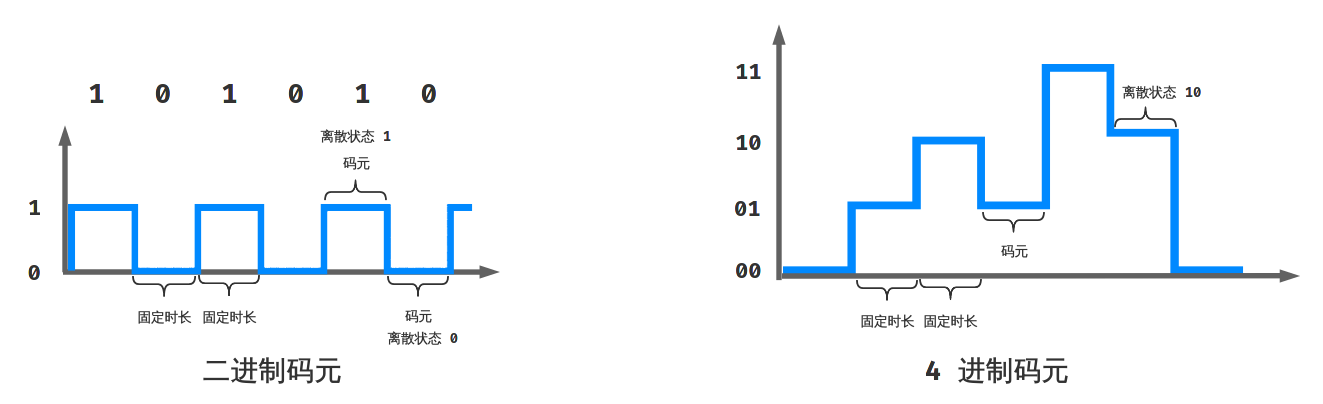 1 0 1 0 1 0
离散状态 1
码元
1
0
固定时长 固定时长
码元
离散状态 0
二进制码元
11
离散状态 10
10
01
码元
00
固定时长 固定时长
4 进制码元